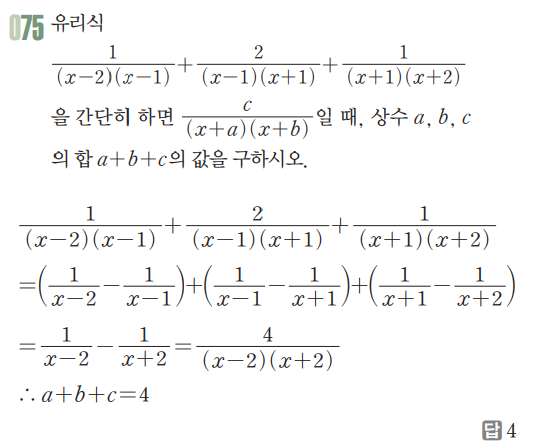 075 유리식
1/((x−2)(x−1)) + 2/((x−1)(x+1)) + 1/((x+1)(x+2))
을 간단히 하면 c/((x+a)(x+b)) 일 때, 상수 a, b, c
의 합 a+b+c의 값을 구하시오.
1/((x−2)(x−1)) + 2/((x−1)(x+1)) + 1/((x+1)(x+2))
=(1/(x−2) − 1/(x−1))+(1/(x−1) − 1/(x+1))+(1/(x+1) − 1/(x+2))
= 1/(x−2) − 1/(x+2) = 4/((x−2)(x+2))
∴ a+b+c=4
답 4